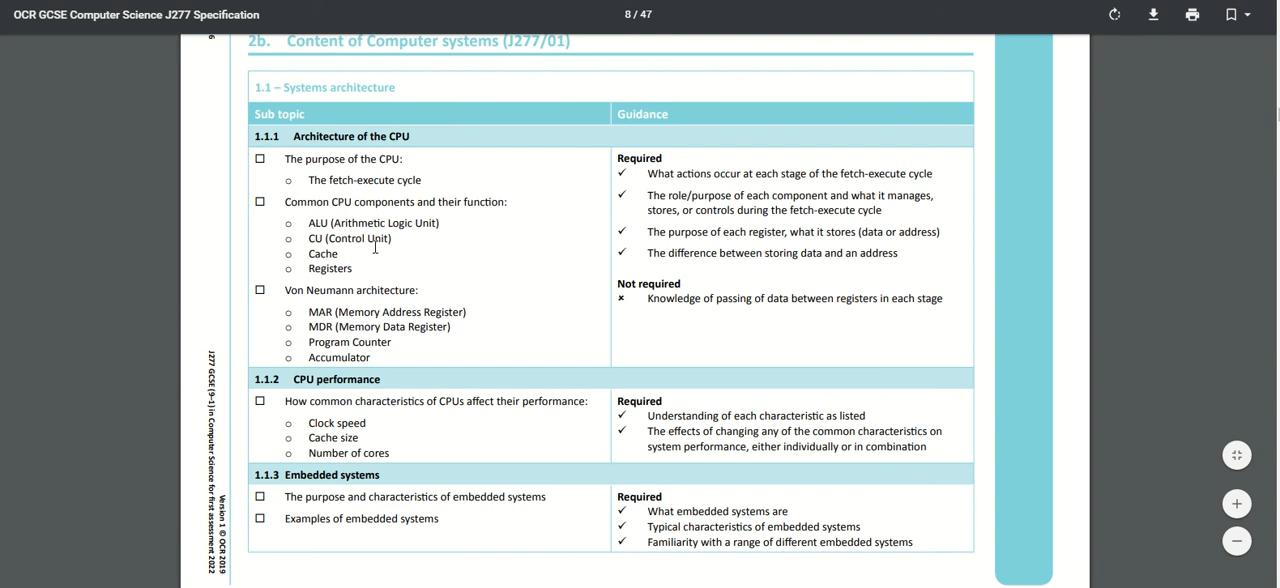 OCR GCSE Computer Science J277 Specification
8 / 47
6
2b. Content of Computer systems (J277/01)
1.1 – Systems architecture
Sub topic
Guidance
1.1.1 Architecture of the CPU
The purpose of the CPU:
The fetch-execute cycle
Common CPU components and their function:
ALU (Arithmetic Logic Unit)
CU (Control Unit)
Cache
Registers
Von Neumann architecture:
MAR (Memory Address Register)
MDR (Memory Data Register)
Program Counter
Accumulator
Required
What actions occur at each stage of the fetch-execute cycle
The role/purpose of each component and what it manages,
stores, or controls during the fetch-execute cycle
The purpose of each register, what it stores (data or address)
The difference between storing data and an address
Not required
Knowledge of passing of data between registers in each stage
1.1.2 CPU performance
How common characteristics of CPUs affect their performance:
Clock speed
Cache size
Number of cores
Required
Understanding of each characteristic as listed
The effects of changing any of the common characteristics on
system performance, either individually or in combination
1.1.3 Embedded systems
The purpose and characteristics of embedded systems
Examples of embedded systems
Required
What embedded systems are
Typical characteristics of embedded systems
Familiarity with a range of different embedded systems
Version 1 © OCR 2019
J277 GCSE (9–1) in Computer Science for first assessment 2022